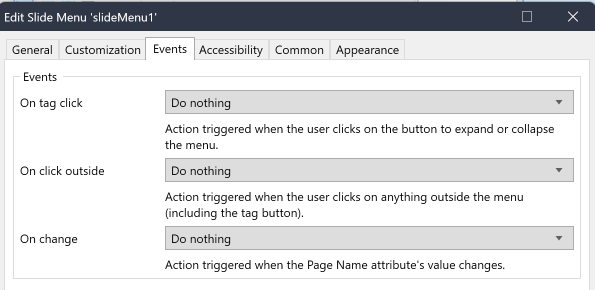 Edit Slide Menu 'slideMenu1'
General Customization Events Accessibility Common Appearance
Events
On tag click Do nothing
Action triggered when the user clicks on the button to expand or collapse
the menu.
On click outside Do nothing
Action triggered when the user clicks on anything outside the menu
(including the tag button).
On change Do nothing
Action triggered when the Page Name attribute's value changes.